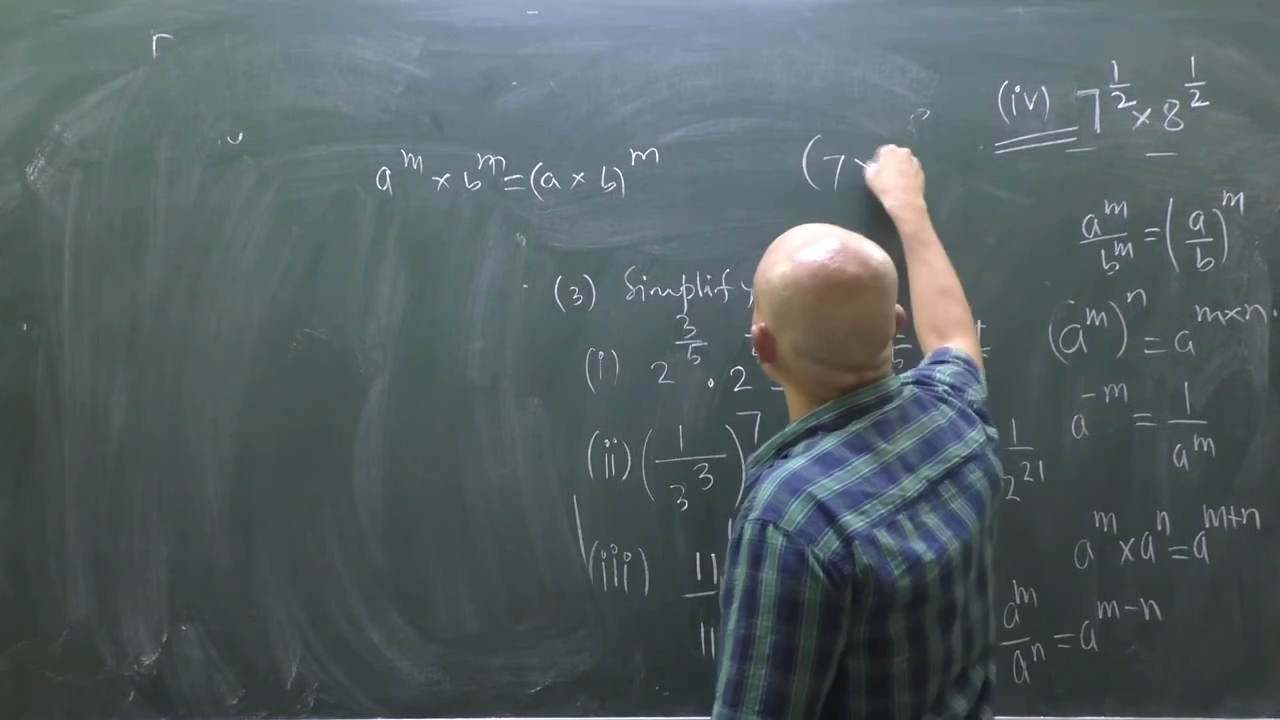 (iv) 7^{1/2} × 8^{1/2}
a^m × b^m = (a × b)^m
(7 ×
a^m / b^m = (a / b)^m
(3) Simplify
(a^m)^n = a^{m×n}.
(i) 2^{3/5} . 2
a^{-m} = 1 / a^m
(ii) (1 / 3^3)^7
1 / 2^{21}
a^m × a^n = a^{m+n}
(iii) 11
11
a^m / a^n = a^{m-n}